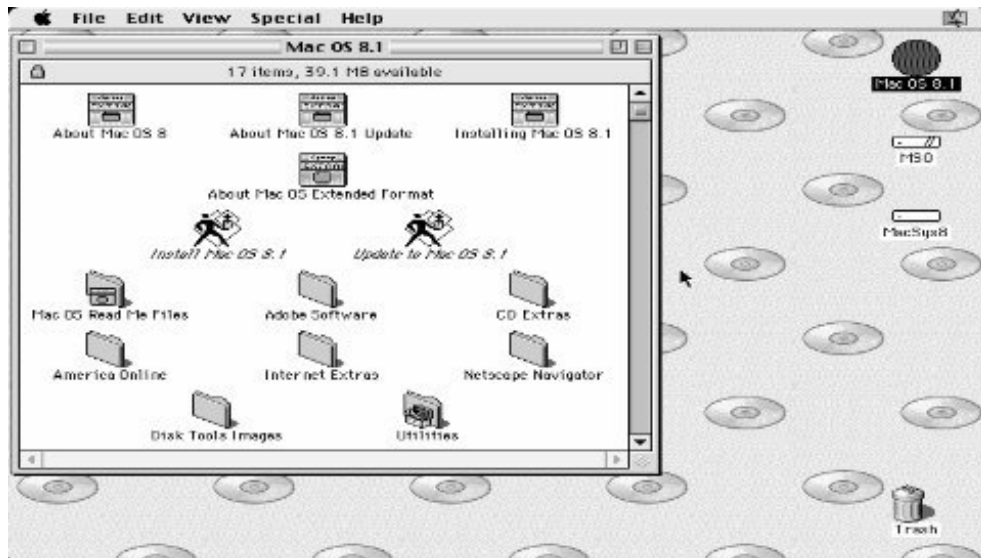 File Edit View Special Help
Mac OS 8.1
17 items, 39.1 MB available
About Mac OS 8
About Mac OS 8.1 Update
Installing Mac OS 8.1
About Mac OS Extended Format
Install Mac OS 8.1
Update to Mac OS 8.1
Mac OS Read Me Files
Adobe Software
CD Extras
America Online
Internet Extras
Netscape Navigator
Disk Tools Images
Utilities
Mac OS 8.1
MacSys8
Trash